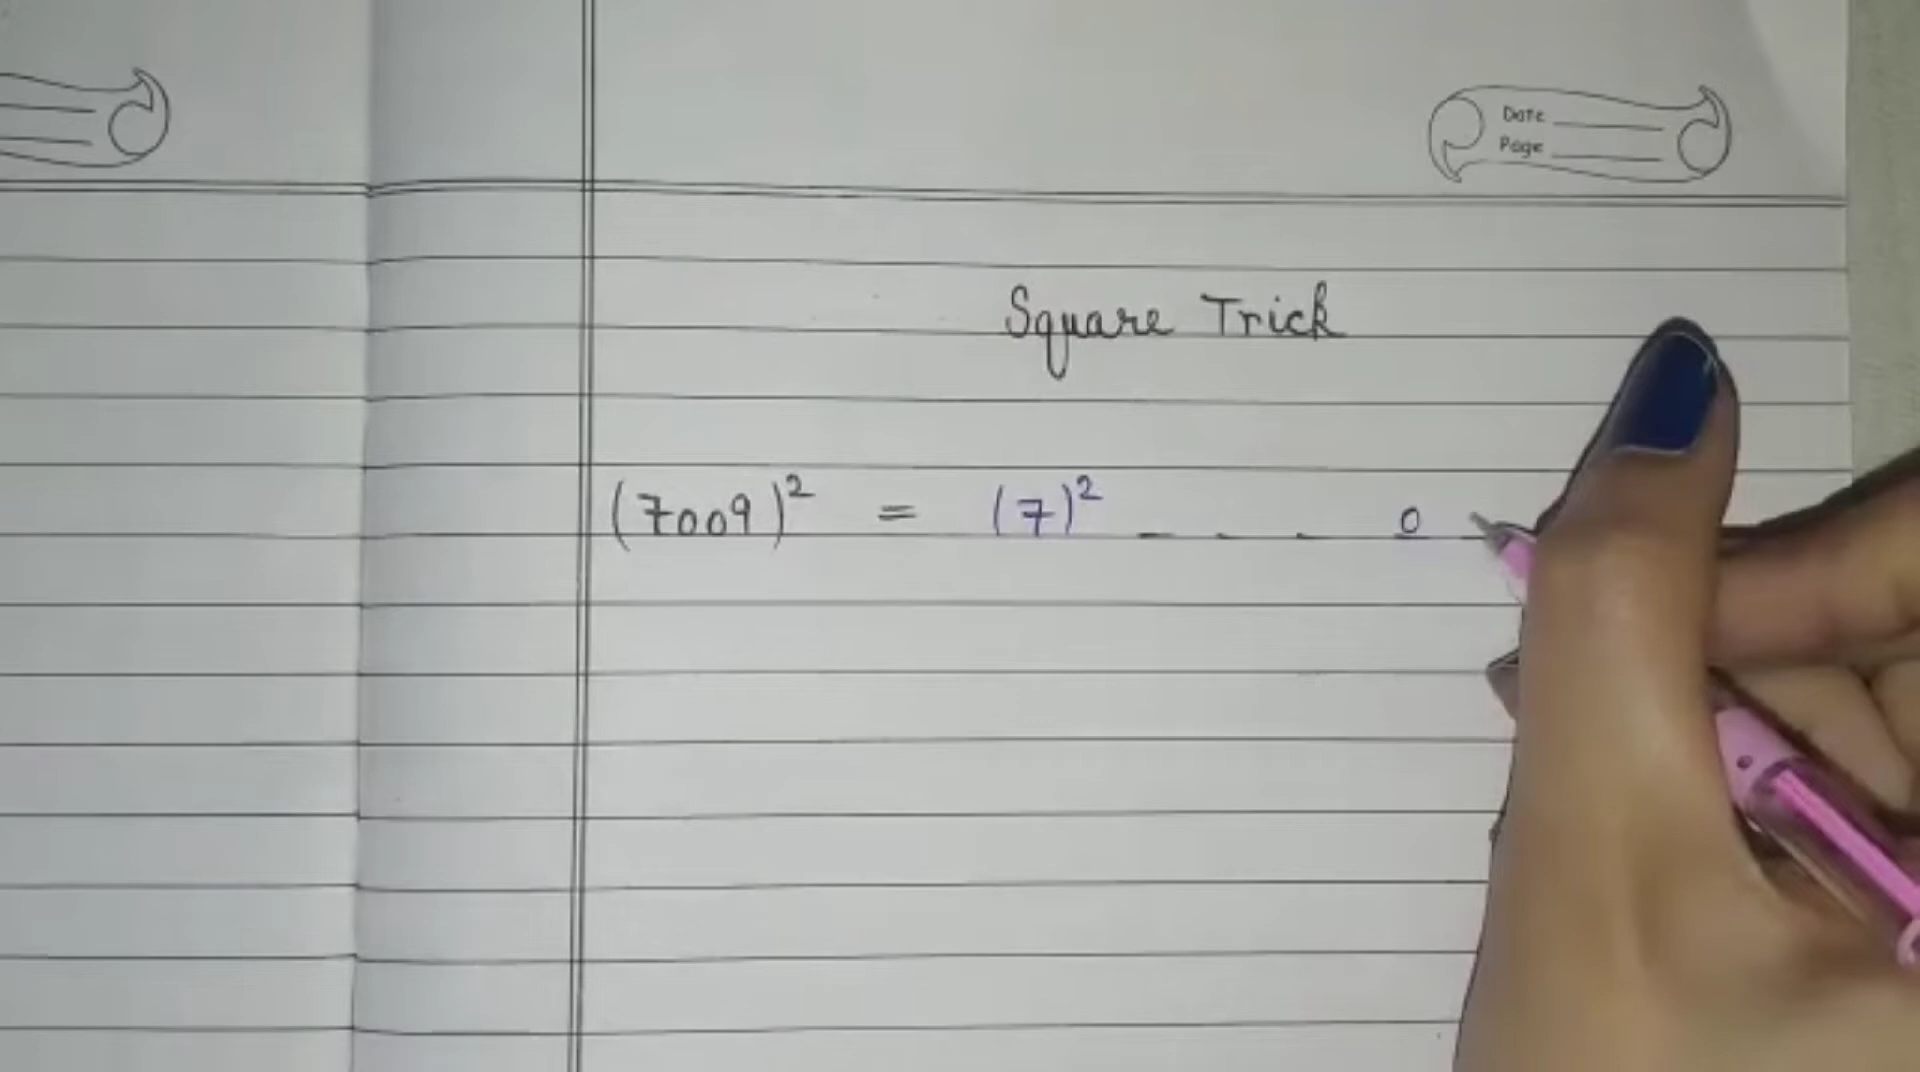 Date
Page
Square Trick
(7009)² = (7)² _ _ _ 0 _